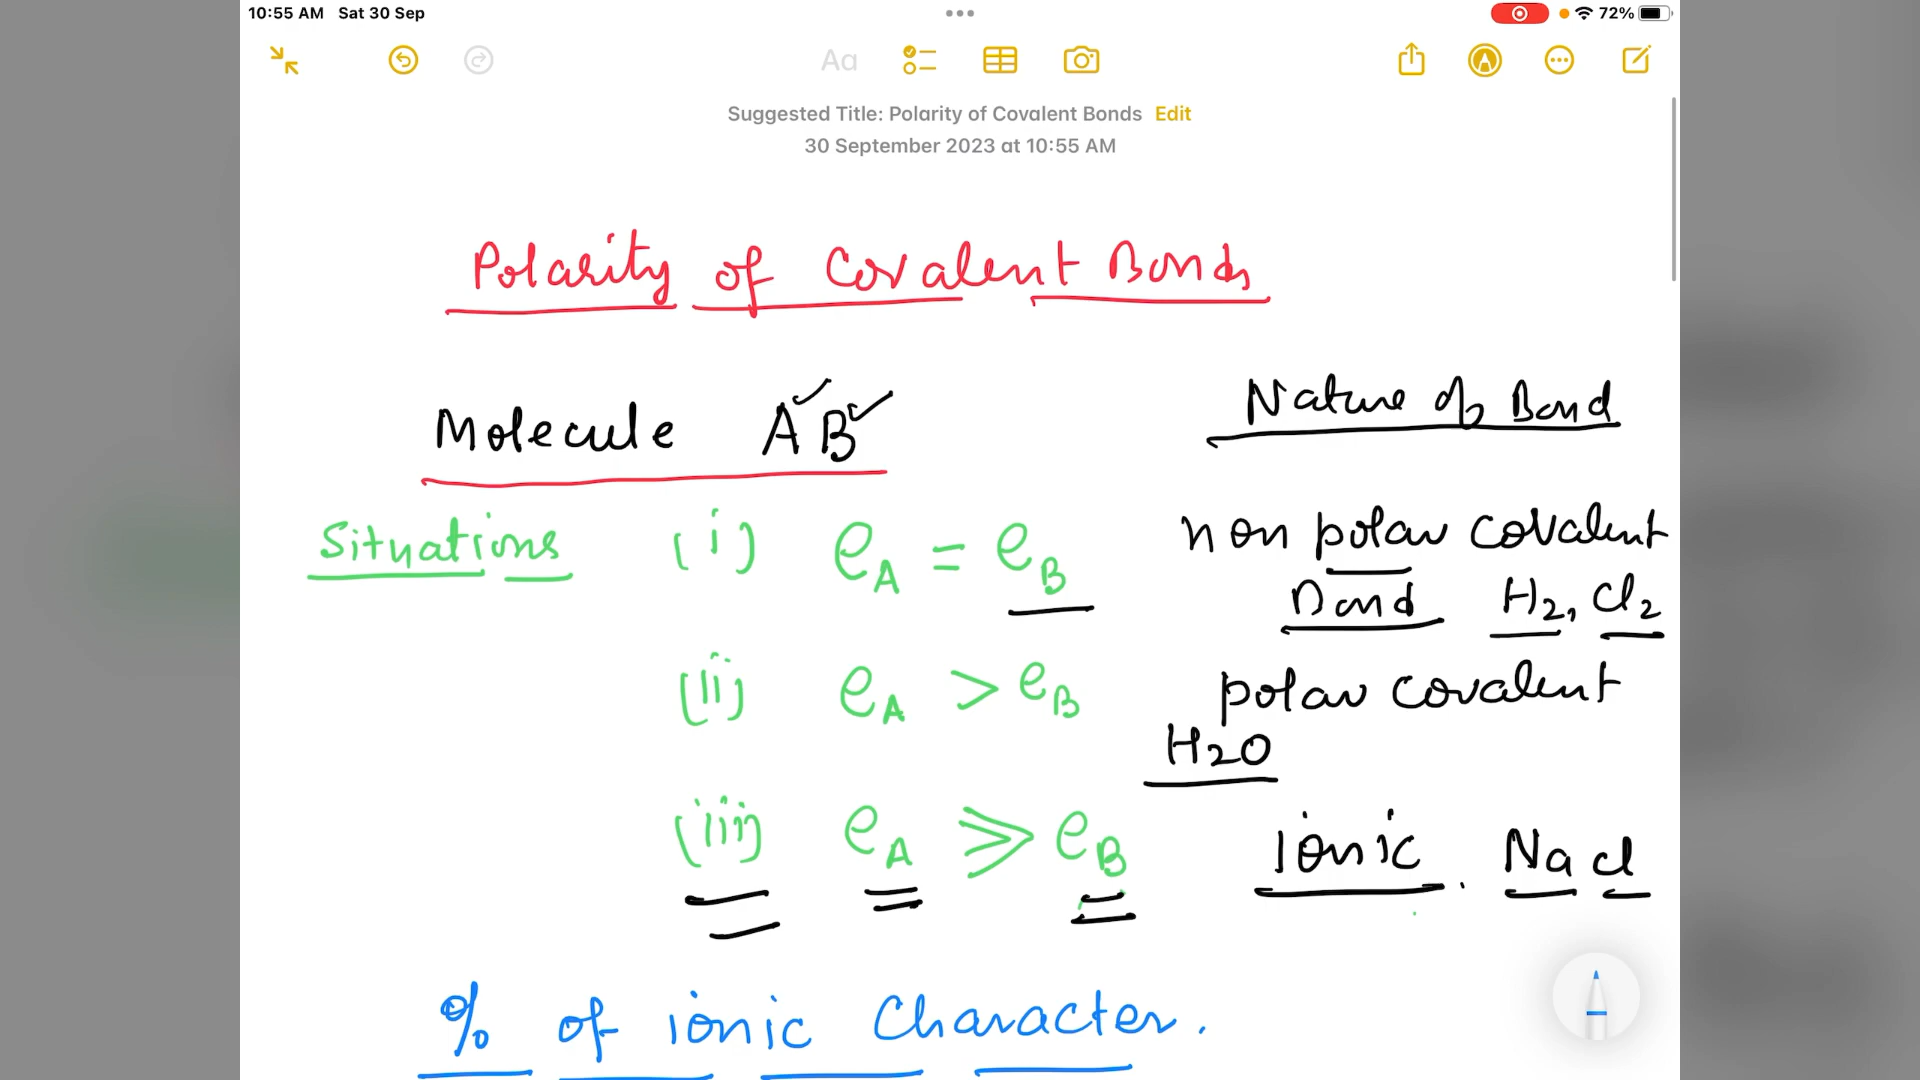 10:55 AM Sat 30 Sep
72%
Aa
Suggested Title: Polarity of Covalent Bonds Edit
30 September 2023 at 10:55 AM
Polarity of Covalent Bonds
Molecule AB
Nature of Bond
Situations (i) eA = eB
non polar covalent
Bond H2, Cl2
(ii) eA > eB
polar covalent
H2O
(iii) eA ⩾ eB
Ionic. NaCl
% of ionic Character.